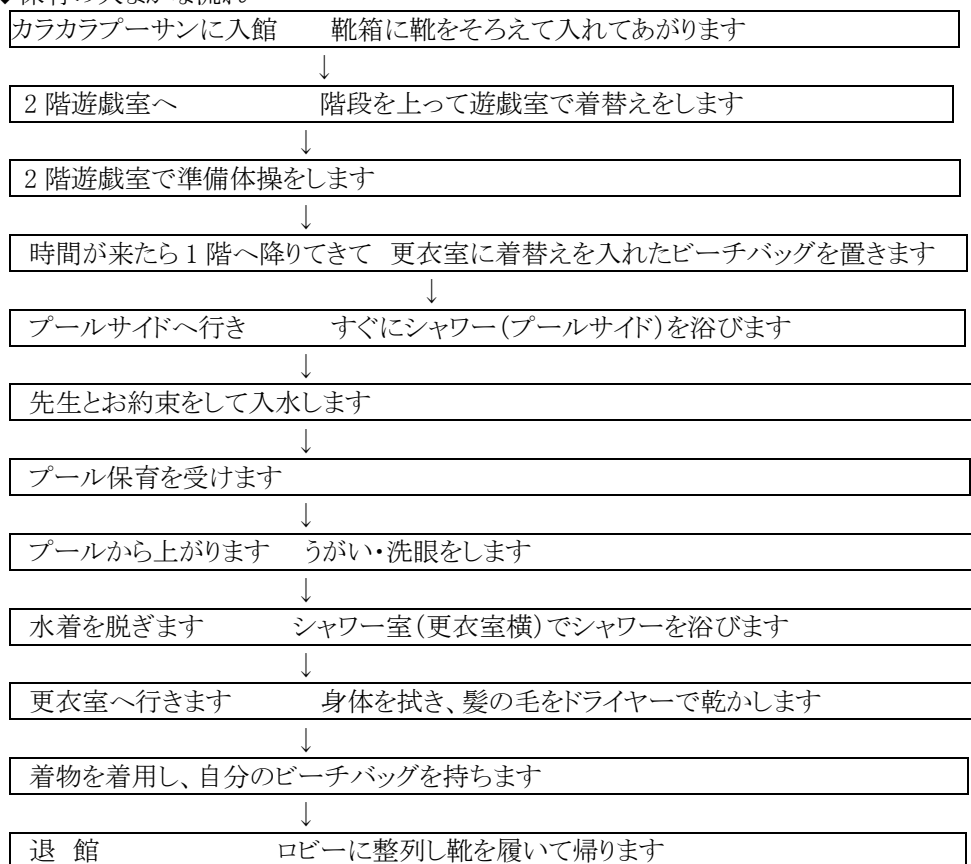 カラカラプーサンに入館　　靴箱に靴をそろえて入れてあがります
↓
2階遊戯室へ　　階段を上って遊戯室で着替えをします
↓
2階遊戯室で準備体操をします
↓
時間が来たら1階へ降りてきて　更衣室に着替えを入れたビーチバッグを置きます
↓
プールサイドへ行き　　すぐにシャワー(プールサイド)を浴びます
↓
先生とお約束をして入水します
↓
プール保育を受けます
↓
プールから上がります　うがい・洗眼をします
↓
水着を脱ぎます　　シャワー室(更衣室横)でシャワーを浴びます
↓
更衣室へ行きます　　身体を拭き、髪の毛をドライヤーで乾かします
↓
着物を着用し、自分のビーチバッグを持ちます
↓
退　館　　ロビーに整列し靴を履いて帰ります